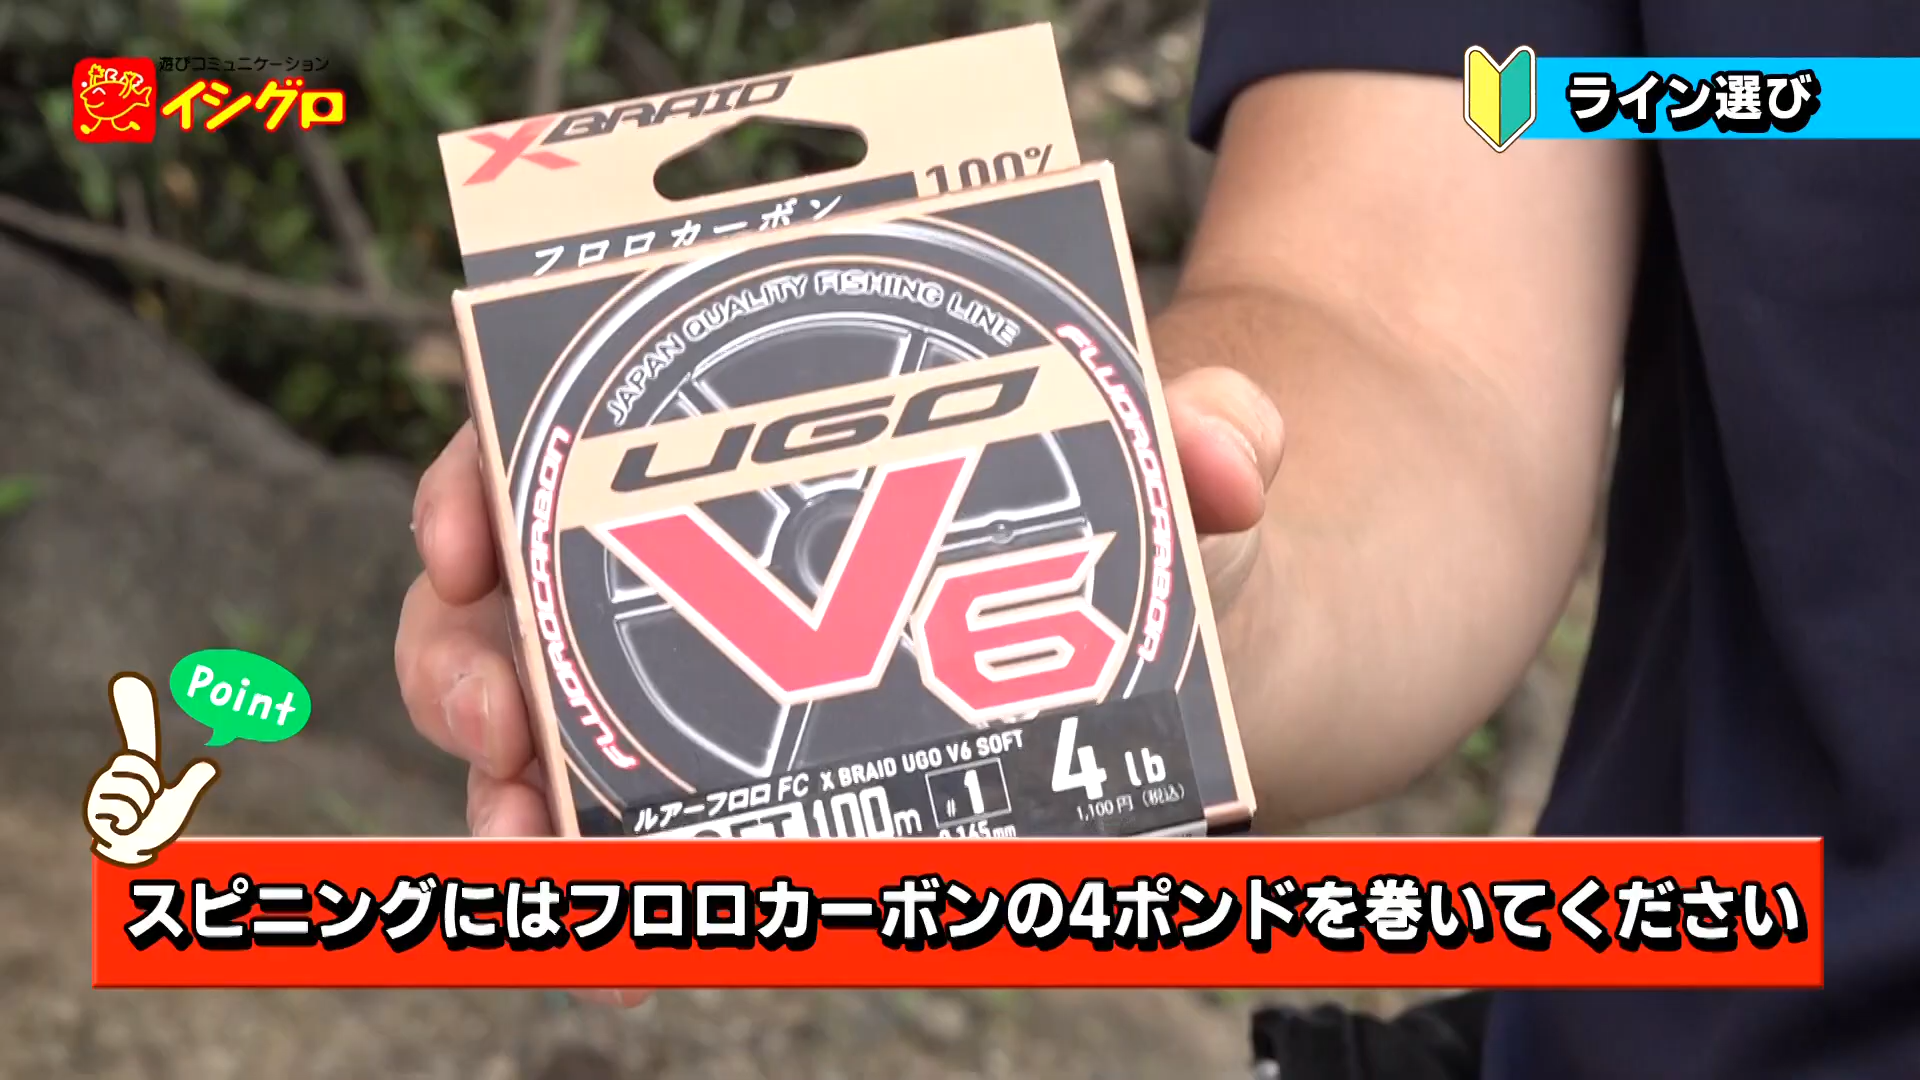 遊びコミュニケーション
イシグロ
ライン選び
X BRAID
100%
フロロカーボン
JAPAN QUALITY FISHING LINE
FLUOROCARBON
FLUOROCARBON
UGO
V6
ルアーフロロ FC X BRAID UGO V6 SOFT
100m
#1
4lb
1,100円(税込)
Point
スピニングにはフロロカーボンの4ポンドを巻いてください